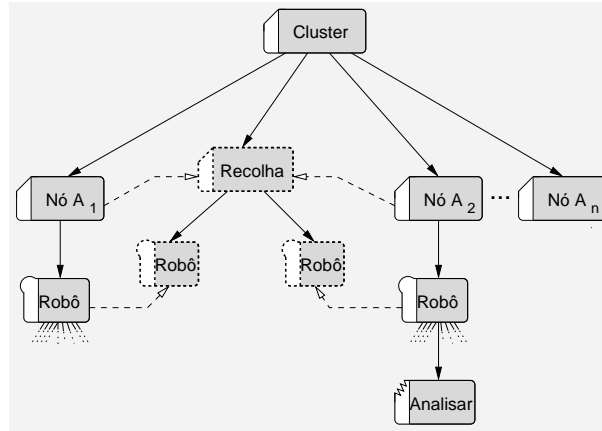 Cluster
Recolha
Nó A 1
Nó A 2
...
Nó A n
Robô
Robô
Robô
Robô
Analisar